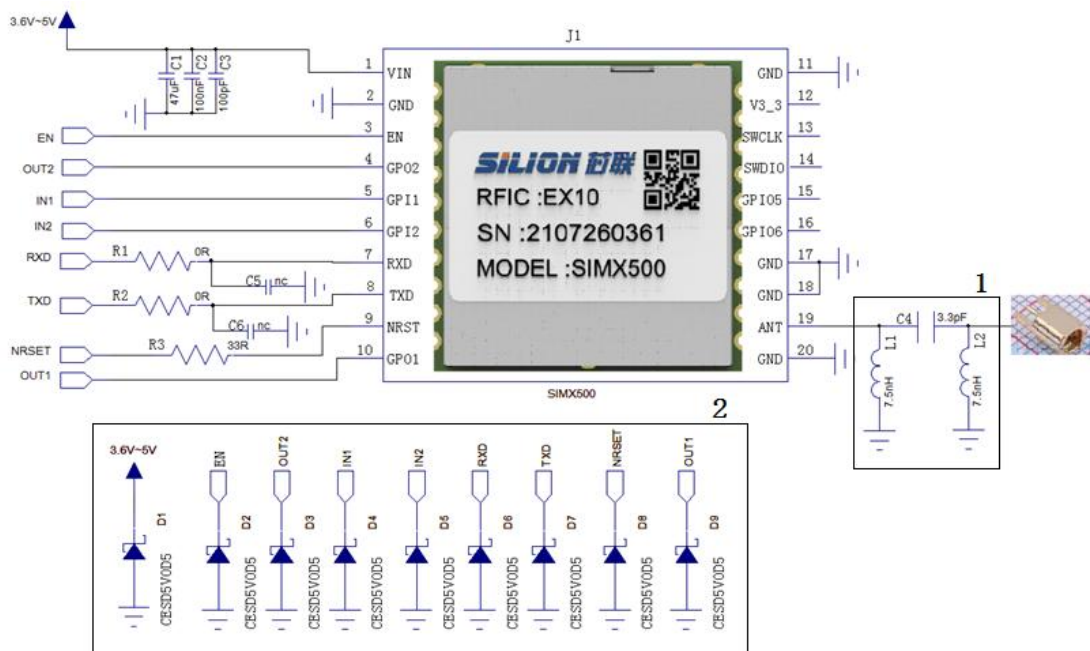 3.6V~5V
C1
47uF
C2
100nF
C3
100pF
J1
1 VIN
2 GND
EN 3 EN
OUT2 4 GPO2
IN1 5 GPI1
IN2 6 GPI2
RXD R1 0R 7 RXD
C5 nc
TXD R2 0R 8 TXD
C6 nc
NRSET R3 33R 9 NRST
OUT1 10 GPO1
SILION 芯联
RFIC :EX10
SN :2107260361
MODEL :SIMX500
GND 11
V3_3 12
SWCLK 13
SWDIO 14
GPIO5 15
GPIO6 16
GND 17
GND 18
ANT 19
GND 20
SIMX500
1
C4 3.3pF
L1
7.5nH
L2
7.5nH
2
3.6V~5V
D1
CESD5V0D5
EN
D2
CESD5V0D5
OUT2
D3
CESD5V0D5
IN1
D4
CESD5V0D5
IN2
D5
CESD5V0D5
RXD
D6
CESD5V0D5
TXD
D7
CESD5V0D5
NRSET
D8
CESD5V0D5
OUT1
D9
CESD5V0D5